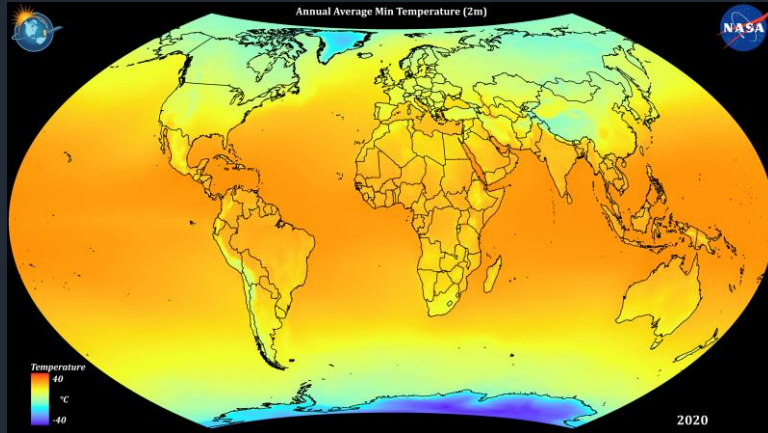 Annual Average Min Temperature (2m)
NASA
Temperature
40
°C
-40
2020